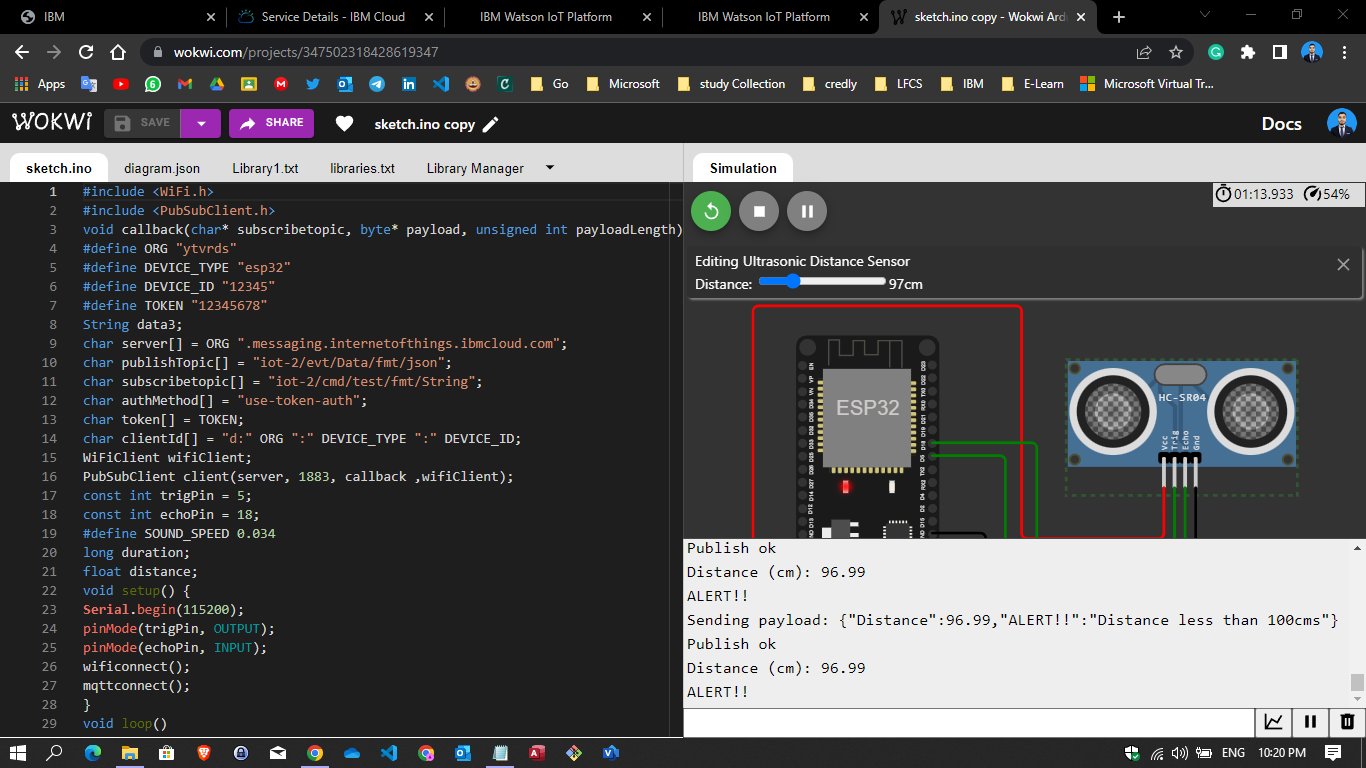 IBM
Service Details - IBM Cloud
IBM Watson IoT Platform
IBM Watson IoT Platform
sketch.ino copy - Wokwi Ard
wokwi.com/projects/347502318428619347
Apps
Go
Microsoft
study Collection
credly
LFCS
IBM
E-Learn
Microsoft Virtual Tr...
WOKWI
SAVE
SHARE
sketch.ino copy
Docs
sketch.ino
diagram.json
Library1.txt
libraries.txt
Library Manager
1 #include <WiFi.h>
2 #include <PubSubClient.h>
3 void callback(char* subscribetopic, byte* payload, unsigned int payloadLength)
4 #define ORG "ytvrds"
5 #define DEVICE_TYPE "esp32"
6 #define DEVICE_ID "12345"
7 #define TOKEN "12345678"
8 String data3;
9 char server[] = ORG ".messaging.internetofthings.ibmcloud.com";
10 char publishTopic[] = "iot-2/evt/Data/fmt/json";
11 char subscribetopic[] = "iot-2/cmd/test/fmt/String";
12 char authMethod[] = "use-token-auth";
13 char token[] = TOKEN;
14 char clientId[] = "d:" ORG ":" DEVICE_TYPE ":" DEVICE_ID;
15 WiFiClient wifiClient;
16 PubSubClient client(server, 1883, callback ,wifiClient);
17 const int trigPin = 5;
18 const int echoPin = 18;
19 #define SOUND_SPEED 0.034
20 long duration;
21 float distance;
22 void setup() {
23 Serial.begin(115200);
24 pinMode(trigPin, OUTPUT);
25 pinMode(echoPin, INPUT);
26 wificonnect();
27 mqttconnect();
28 }
29 void loop()
Simulation
01:13.933
54%
Editing Ultrasonic Distance Sensor
Distance: 97cm
ESP32
HC-SR04
Vcc
Trig
Echo
Gnd
Publish ok
Distance (cm): 96.99
ALERT!!
Sending payload: {"Distance":96.99,"ALERT!!":"Distance less than 100cms"}
Publish ok
Distance (cm): 96.99
ALERT!!
ENG
10:20 PM